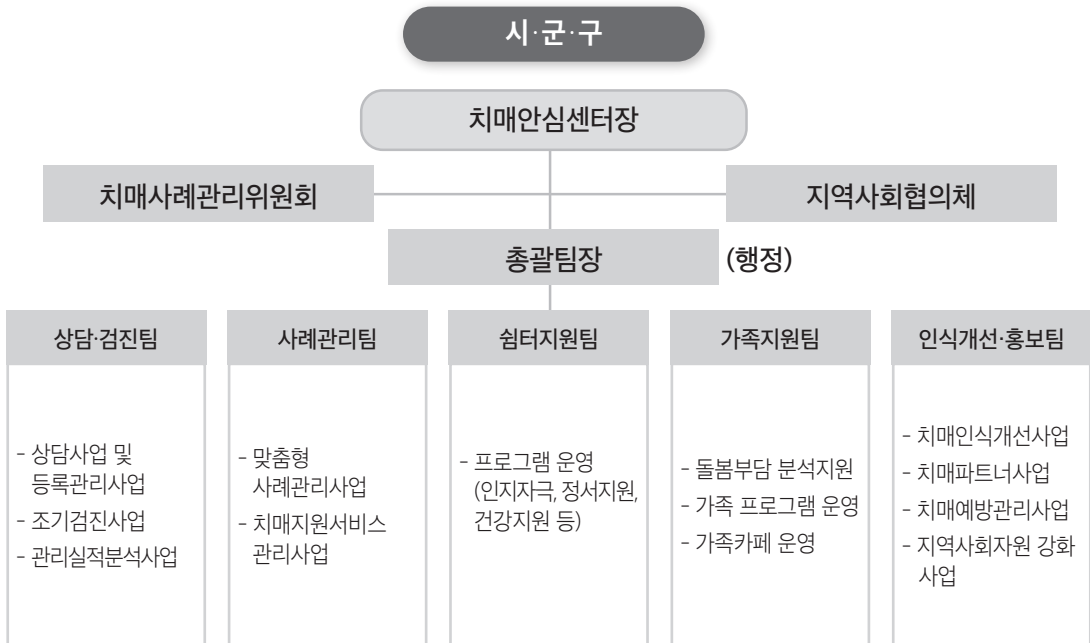 시·군·구
치매안심센터장
치매사례관리위원회
지역사회협의체
총괄팀장
(행정)
상담·검진팀
- 상담사업 및
등록관리사업
- 조기검진사업
- 관리실적분석사업
사례관리팀
- 맞춤형
사례관리사업
- 치매지원서비스
관리사업
쉼터지원팀
- 프로그램 운영
(인지자극, 정서지원,
건강지원 등)
가족지원팀
- 돌봄부담 분석지원
- 가족 프로그램 운영
- 가족카페 운영
인식개선·홍보팀
- 치매인식개선사업
- 치매파트너사업
- 치매예방관리사업
- 지역사회자원 강화
사업